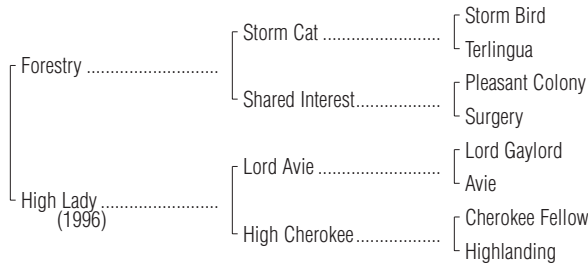 Storm Bird
Storm Cat ........................
Terlingua
Forestry ...........................
Pleasant Colony
Shared Interest.................
Surgery
Lord Gaylord
Lord Avie ........................
Avie
High Lady ........................
(1996)
Cherokee Fellow
High Cherokee.................
Highlanding